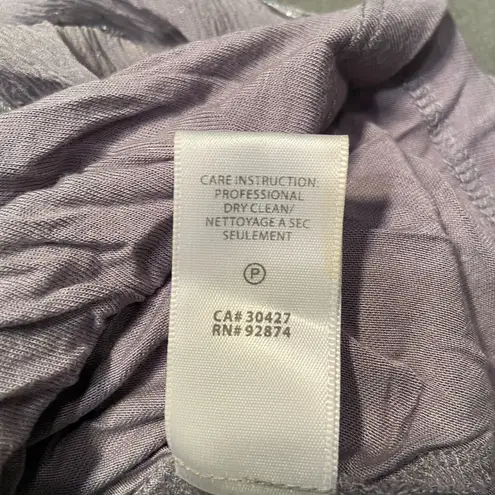 CARE INSTRUCTION:
PROFESSIONAL
DRY CLEAN/
NETTOYAGE A SEC
SEULEMENT
P
CA# 30427
RN# 92874